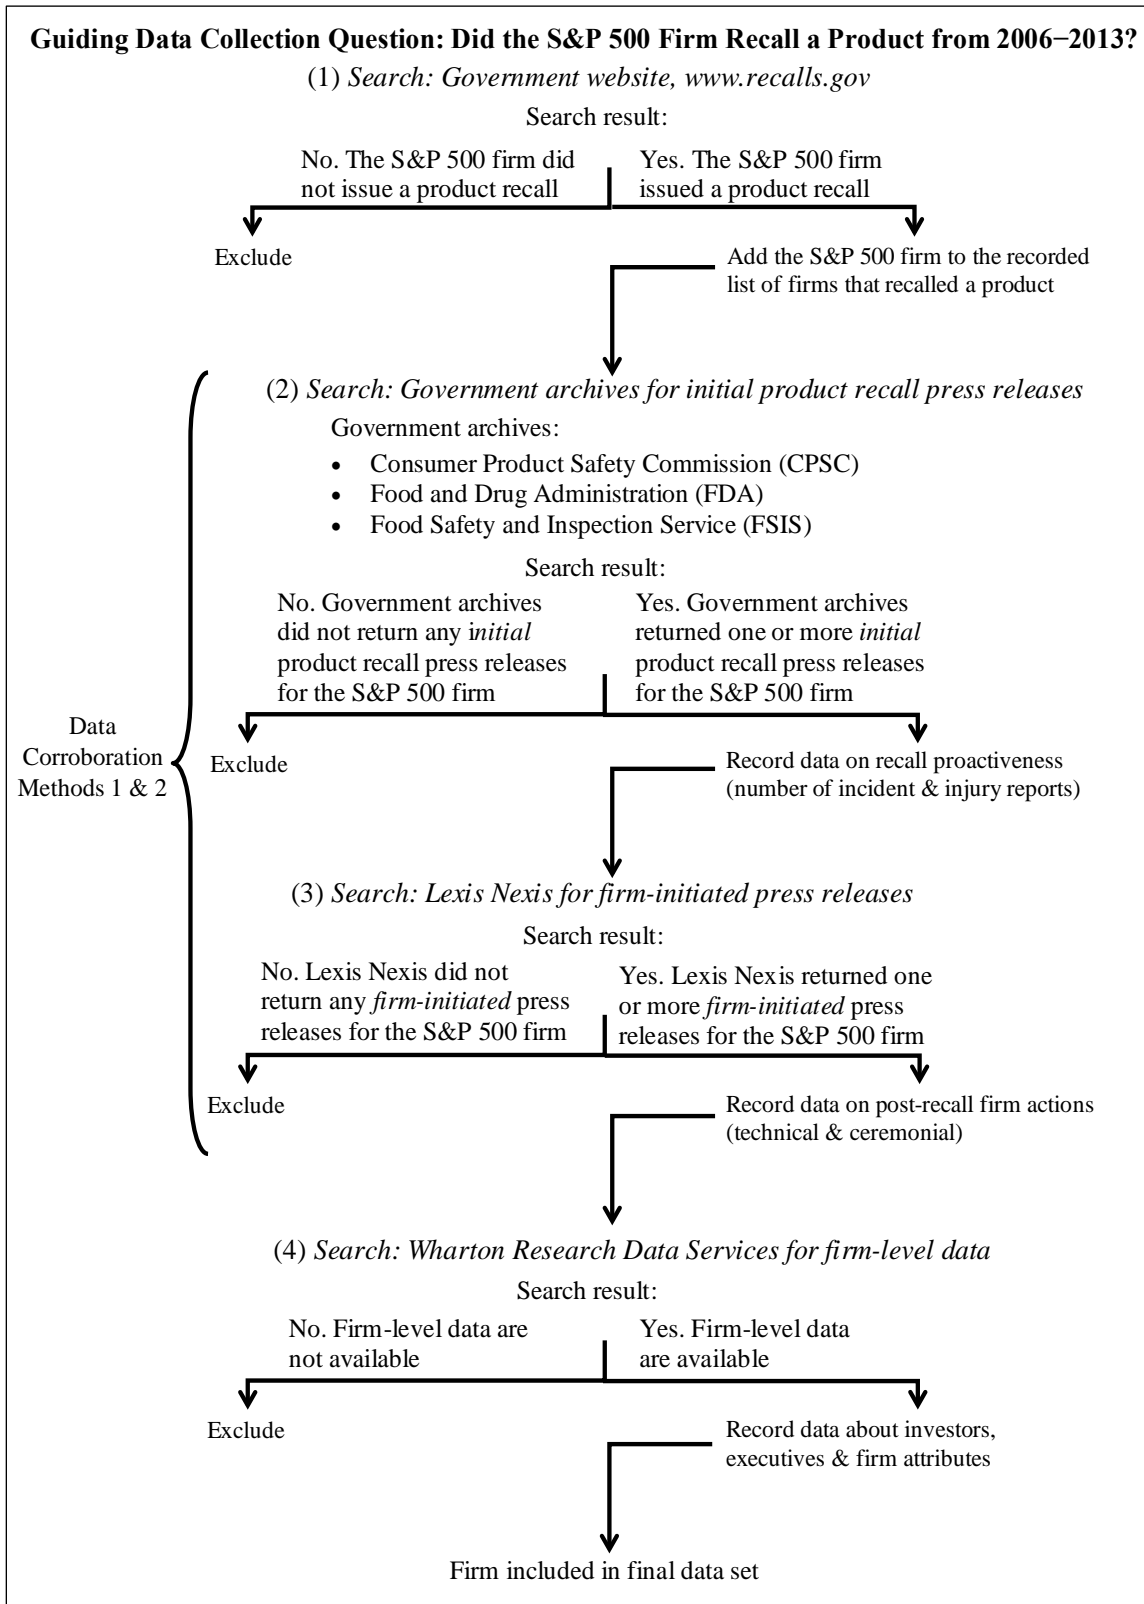 Guiding Data Collection Question: Did the S&P 500 Firm Recall a Product from 2006−2013?
(1) Search: Government website, www.recalls.gov
Search result:
No. The S&P 500 firm did
not issue a product recall
Yes. The S&P 500 firm
issued a product recall
Exclude
Add the S&P 500 firm to the recorded
list of firms that recalled a product
(2) Search: Government archives for initial product recall press releases
Government archives:
• Consumer Product Safety Commission (CPSC)
• Food and Drug Administration (FDA)
• Food Safety and Inspection Service (FSIS)
Search result:
No. Government archives
did not return any initial
product recall press releases
for the S&P 500 firm
Yes. Government archives
returned one or more initial
product recall press releases
for the S&P 500 firm
Data
Corroboration
Methods 1 & 2
Exclude
Record data on recall proactiveness
(number of incident & injury reports)
(3) Search: Lexis Nexis for firm-initiated press releases
Search result:
No. Lexis Nexis did not
return any firm-initiated press
releases for the S&P 500 firm
Yes. Lexis Nexis returned one
or more firm-initiated press
releases for the S&P 500 firm
Exclude
Record data on post-recall firm actions
(technical & ceremonial)
(4) Search: Wharton Research Data Services for firm-level data
Search result:
No. Firm-level data are
not available
Yes. Firm-level data
are available
Exclude
Record data about investors,
executives & firm attributes
Firm included in final data set